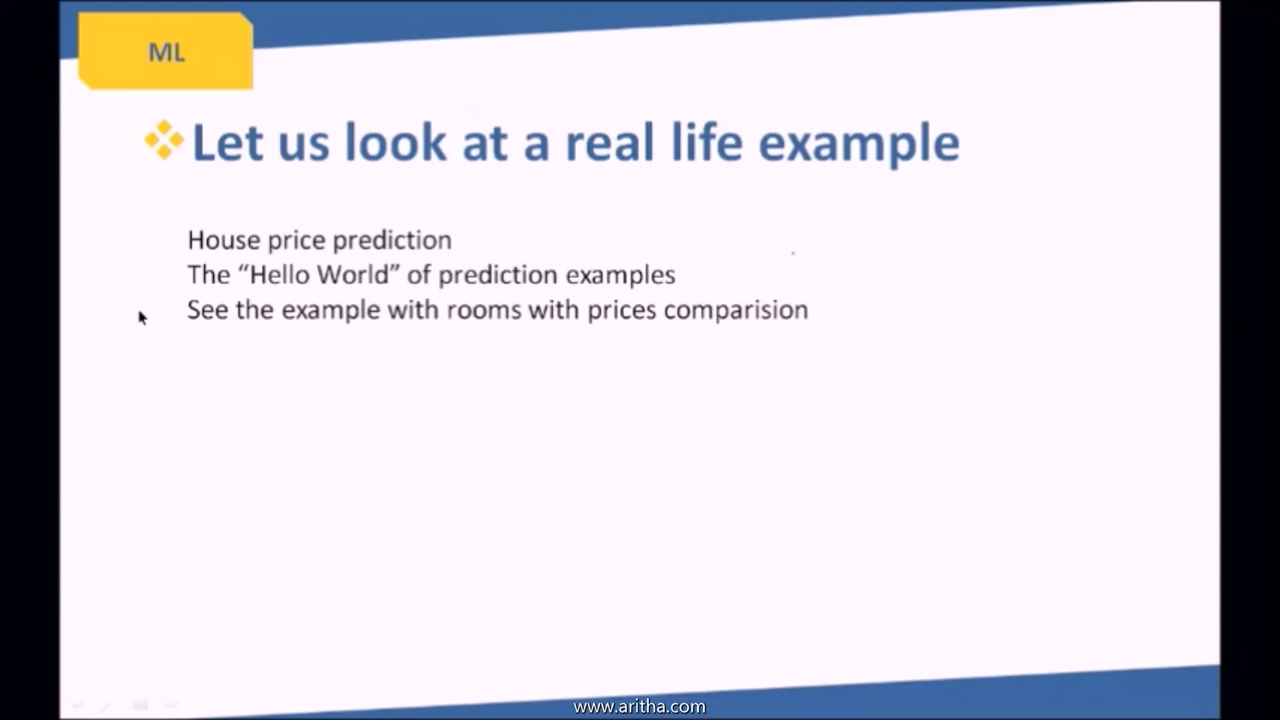 ML
Let us look at a real life example
House price prediction
The “Hello World” of prediction examples
See the example with rooms with prices comparision
www.aritha.com